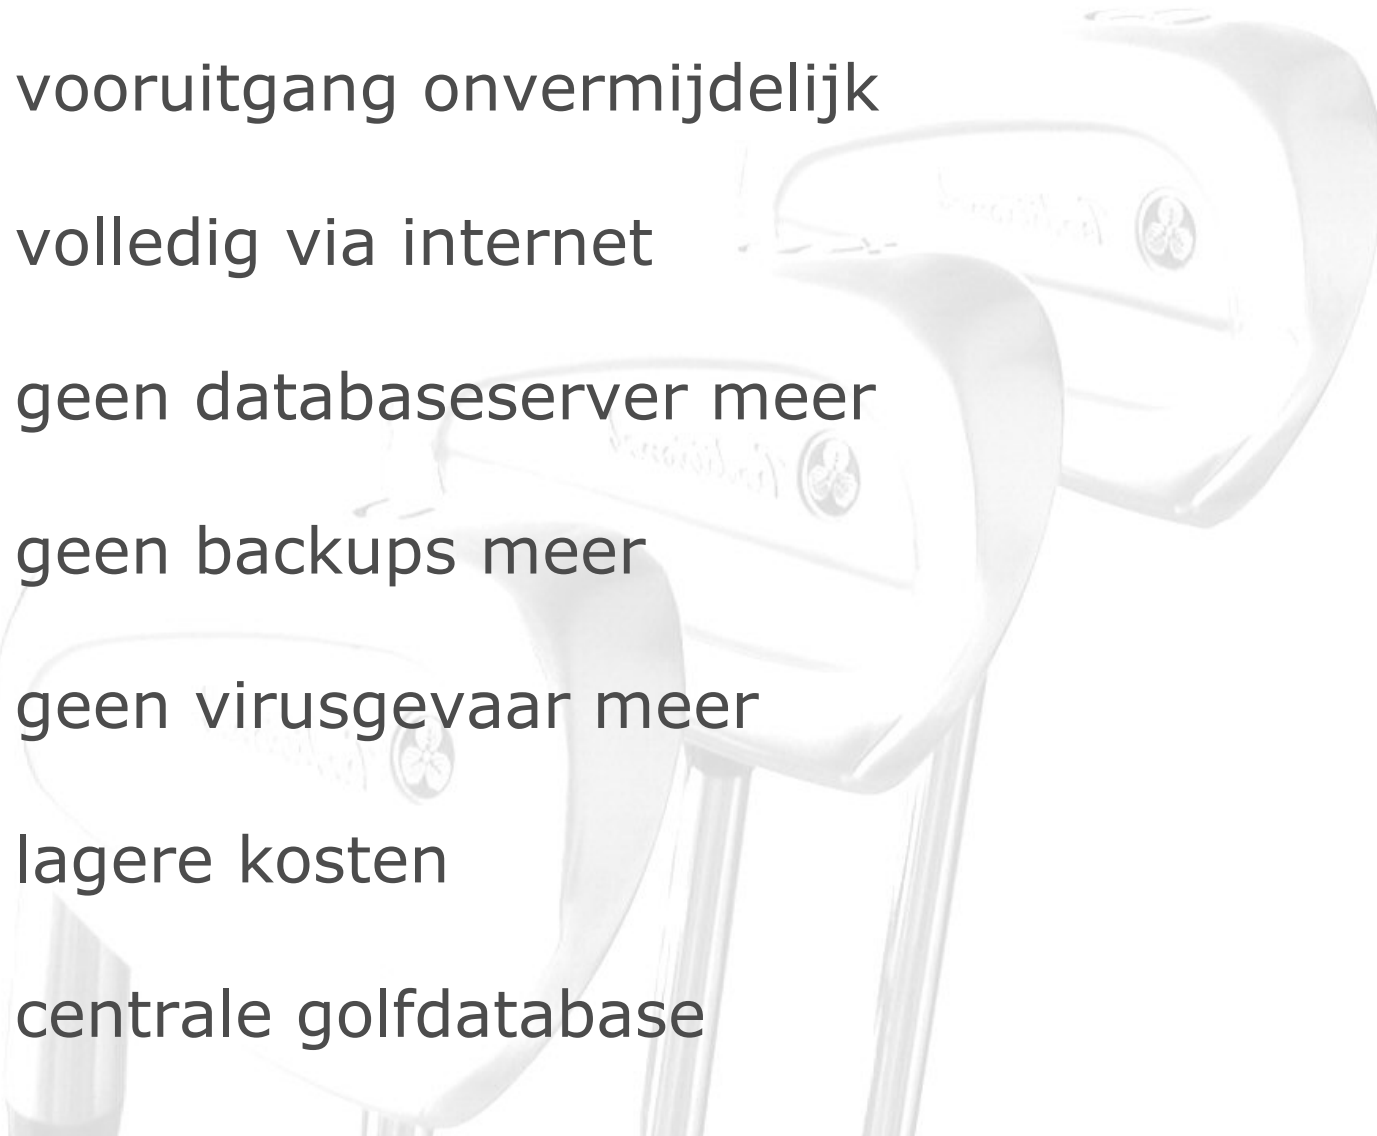 vooruitgang onvermijdelijk
volledig via internet
geen databaseserver meer
geen backups meer
geen virusgevaar meer
lagere kosten
centrale golfdatabase